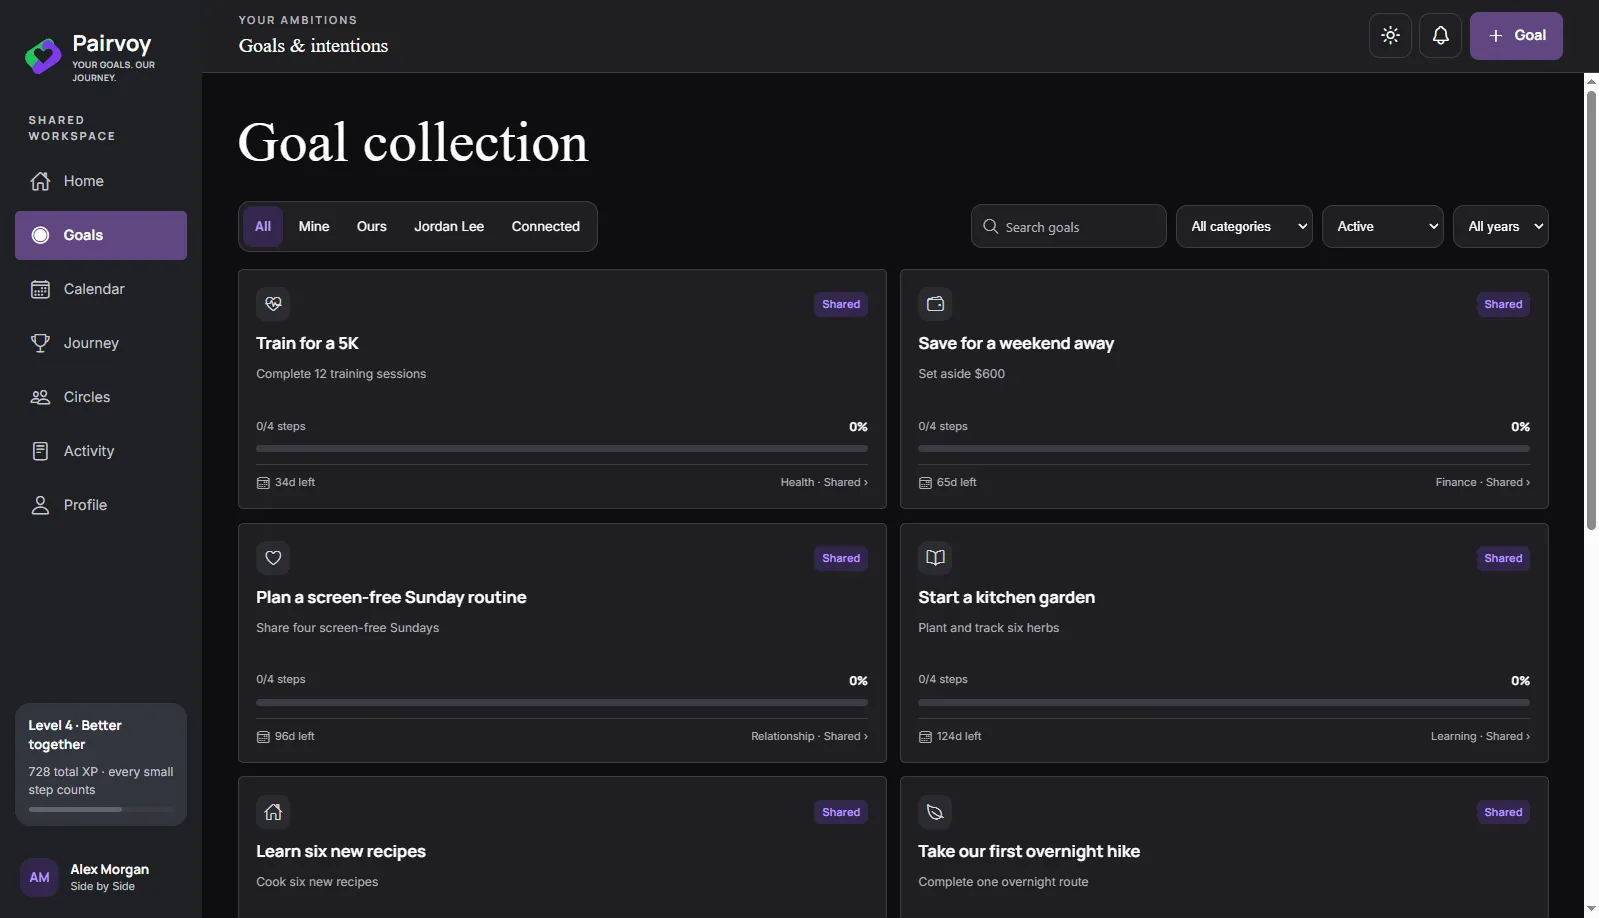 Pairvoy
YOUR GOALS. OUR
JOURNEY.
SHARED
WORKSPACE
Home
Goals
Calendar
Journey
Circles
Activity
Profile
Level 4 · Better
together
728 total XP · every small
step counts
AM
Alex Morgan
Side by Side
YOUR AMBITIONS
Goals & intentions
+ Goal
Goal collection
All Mine Ours Jordan Lee Connected
Search goals
All categories
Active
All years
Shared
Train for a 5K
Complete 12 training sessions
0/4 steps 0%
34d left Health · Shared ›
Shared
Save for a weekend away
Set aside $600
0/4 steps 0%
65d left Finance · Shared ›
Shared
Plan a screen-free Sunday routine
Share four screen-free Sundays
0/4 steps 0%
96d left Relationship · Shared ›
Shared
Start a kitchen garden
Plant and track six herbs
0/4 steps 0%
124d left Learning · Shared ›
Shared
Learn six new recipes
Cook six new recipes
Shared
Take our first overnight hike
Complete one overnight route